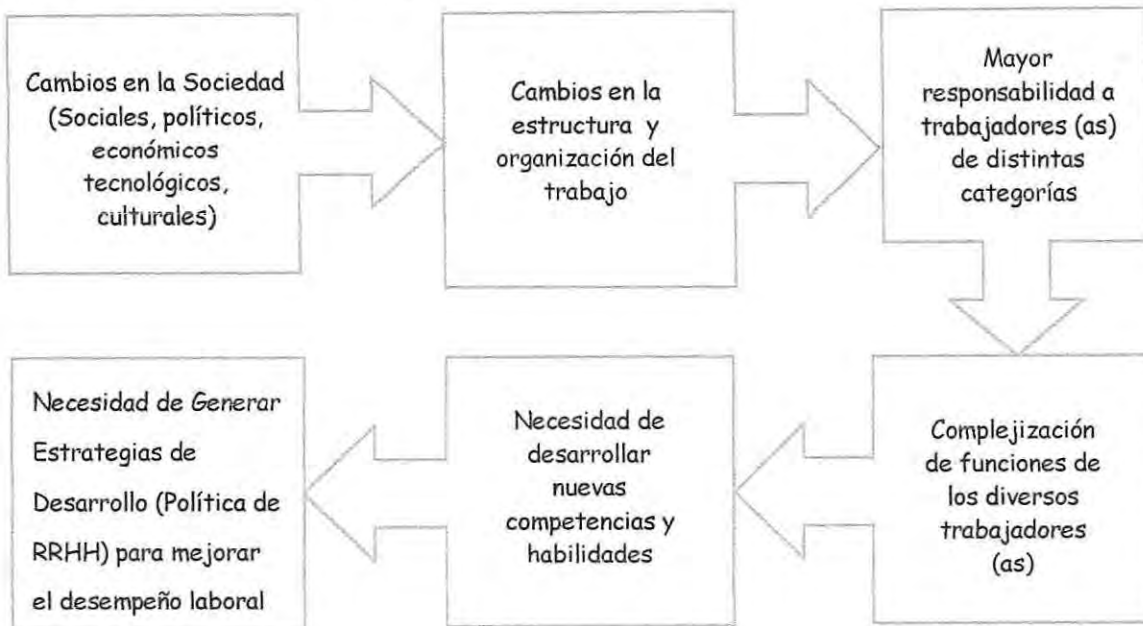 Cambios en la Sociedad
(Sociales, políticos,
económicos
tecnológicos,
culturales)
Cambios en la
estructura y
organización del
trabajo
Mayor
responsabilidad a
trabajadores (as)
de distintas
categorías
Complejización
de funciones de
los diversos
trabajadores
(as)
Necesidad de
desarrollar
nuevas
competencias y
habilidades
Necesidad de Generar
Estrategias de
Desarrollo (Política de
RRHH) para mejorar
el desempeño laboral